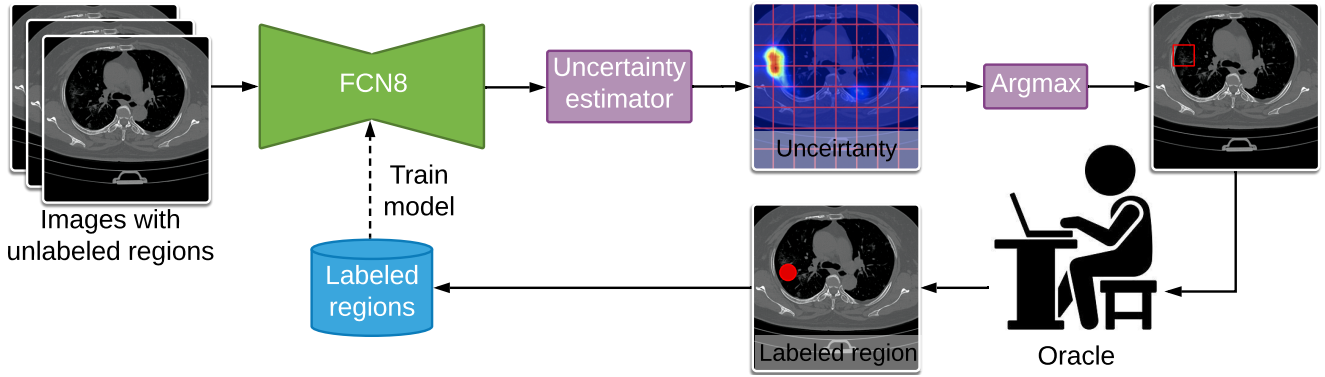 FCN8
Uncertainty
estimator
Argmax
Unceirtanty
Images with
unlabeled regions
Train
model
Labeled
regions
Labeled region
Oracle